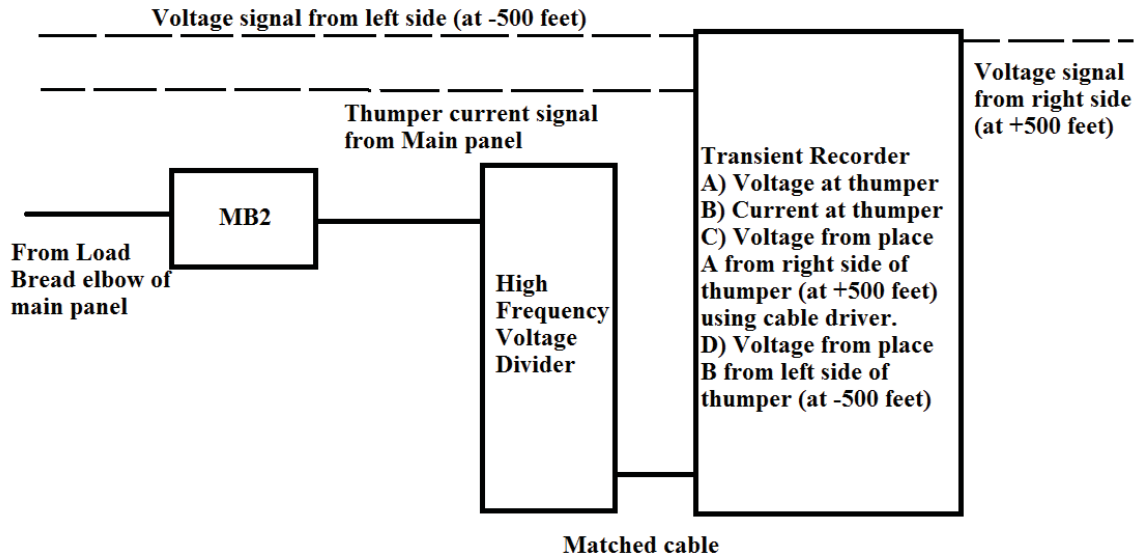 Voltage signal from left side (at -500 feet)
Thumper current signal
from Main panel
Voltage signal
from right side
(at +500 feet)
MB2
From Load
Bread elbow of
main panel
High
Frequency
Voltage
Divider
Transient Recorder
A) Voltage at thumper
B) Current at thumper
C) Voltage from place
A from right side of
thumper (at +500 feet)
using cable driver.
D) Voltage from place
B from left side of
thumper (at -500 feet)
Matched cable